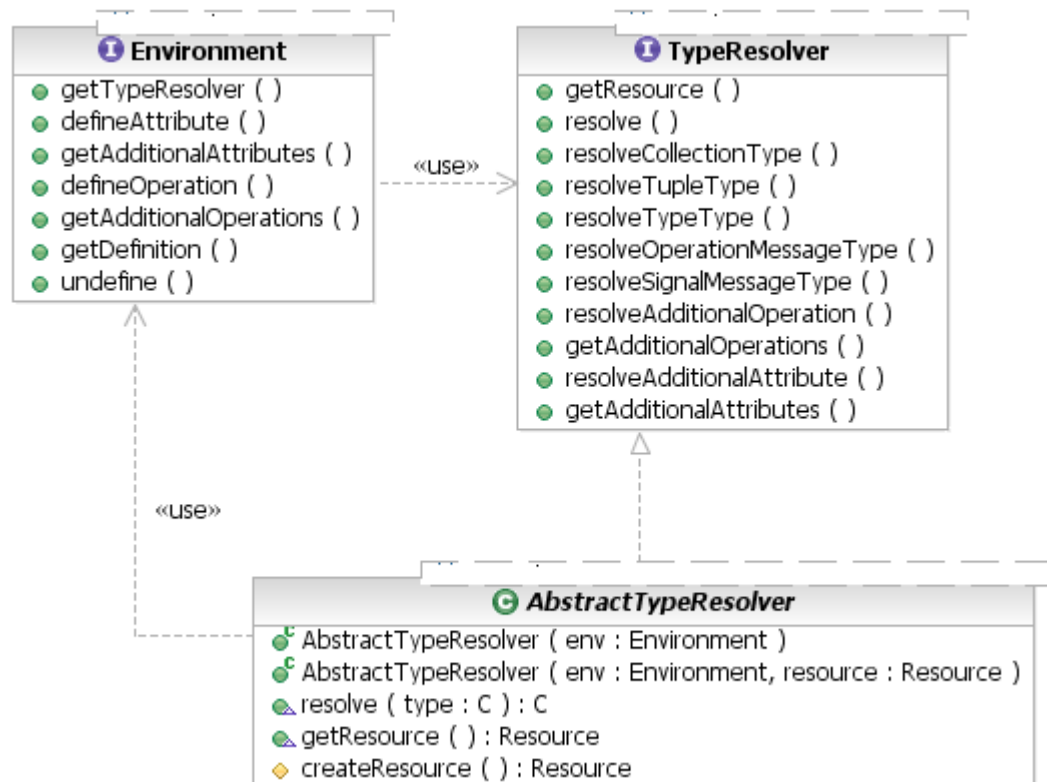 Environment
getTypeResolver ( )
defineAttribute ( )
getAdditionalAttributes ( )
defineOperation ( )
getAdditionalOperations ( )
getDefinition ( )
undefine ( )
«use»
TypeResolver
getResource ( )
resolve ( )
resolveCollectionType ( )
resolveTupleType ( )
resolveTypeType ( )
resolveOperationMessageType ( )
resolveSignalMessageType ( )
resolveAdditionalOperation ( )
getAdditionalOperations ( )
resolveAdditionalAttribute ( )
getAdditionalAttributes ( )
«use»
AbstractTypeResolver
AbstractTypeResolver ( env : Environment )
AbstractTypeResolver ( env : Environment, resource : Resource )
resolve ( type : C ) : C
getResource ( ) : Resource
createResource ( ) : Resource